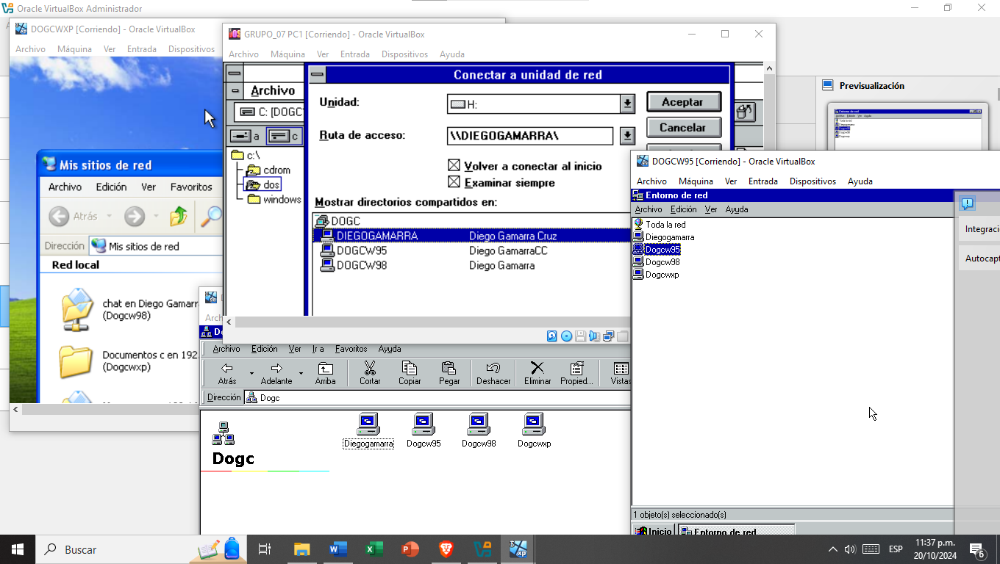 Oracle VirtualBox Administrador
DOGCWXP [Corriendo] - Oracle VirtualBox
Archivo Máquina Ver Entrada Dispositivos
Mis sitios de red
Archivo Edición Ver Favoritos
Atrás
Dirección Mis sitios de red
Red local
chat en Diego Gamarr
(Dogcw98)
Documentos c en 192
(Dogcwxp)
GRUPO_07 PC1 [Corriendo] - Oracle VirtualBox
Archivo Máquina Ver Entrada Dispositivos Ayuda
Archivo
C: [DOGC
a c
c:\
cdrom
dos
windows
Conectar a unidad de red
Unidad: H:
Ruta de acceso: \\DIEGOGAMARRA\
Aceptar
Cancelar
Volver a conectar al inicio
Examinar siempre
Mostrar directorios compartidos en:
DOGC
DIEGOGAMARRA Diego Gamarra Cruz
DOGCW95 Diego GamarraCC
DOGCW98 Diego Gamarra
Previsualización
DOGCW95 [Corriendo] - Oracle VirtualBox
Archivo Máquina Ver Entrada Dispositivos Ayuda
Entorno de red
Archivo Edición Ver Ayuda
Toda la red
Diegogamarra
Dogcw95
Dogcw98
Dogcwxp
1 objeto(s) seleccionado(s)
Inicio Entorno de red
Integraci
Autocapt
Arch
Do
Archivo Edición Ver Ir a Favoritos Ayuda
Atrás Adelante Arriba Cortar Copiar Pegar Deshacer Eliminar Propied... Vistas
Dirección Dogc
Dogc
Diegogamarra Dogcw95 Dogcw98 Dogcwxp
Buscar
ESP
11:37 p.m.
20/10/2024
6